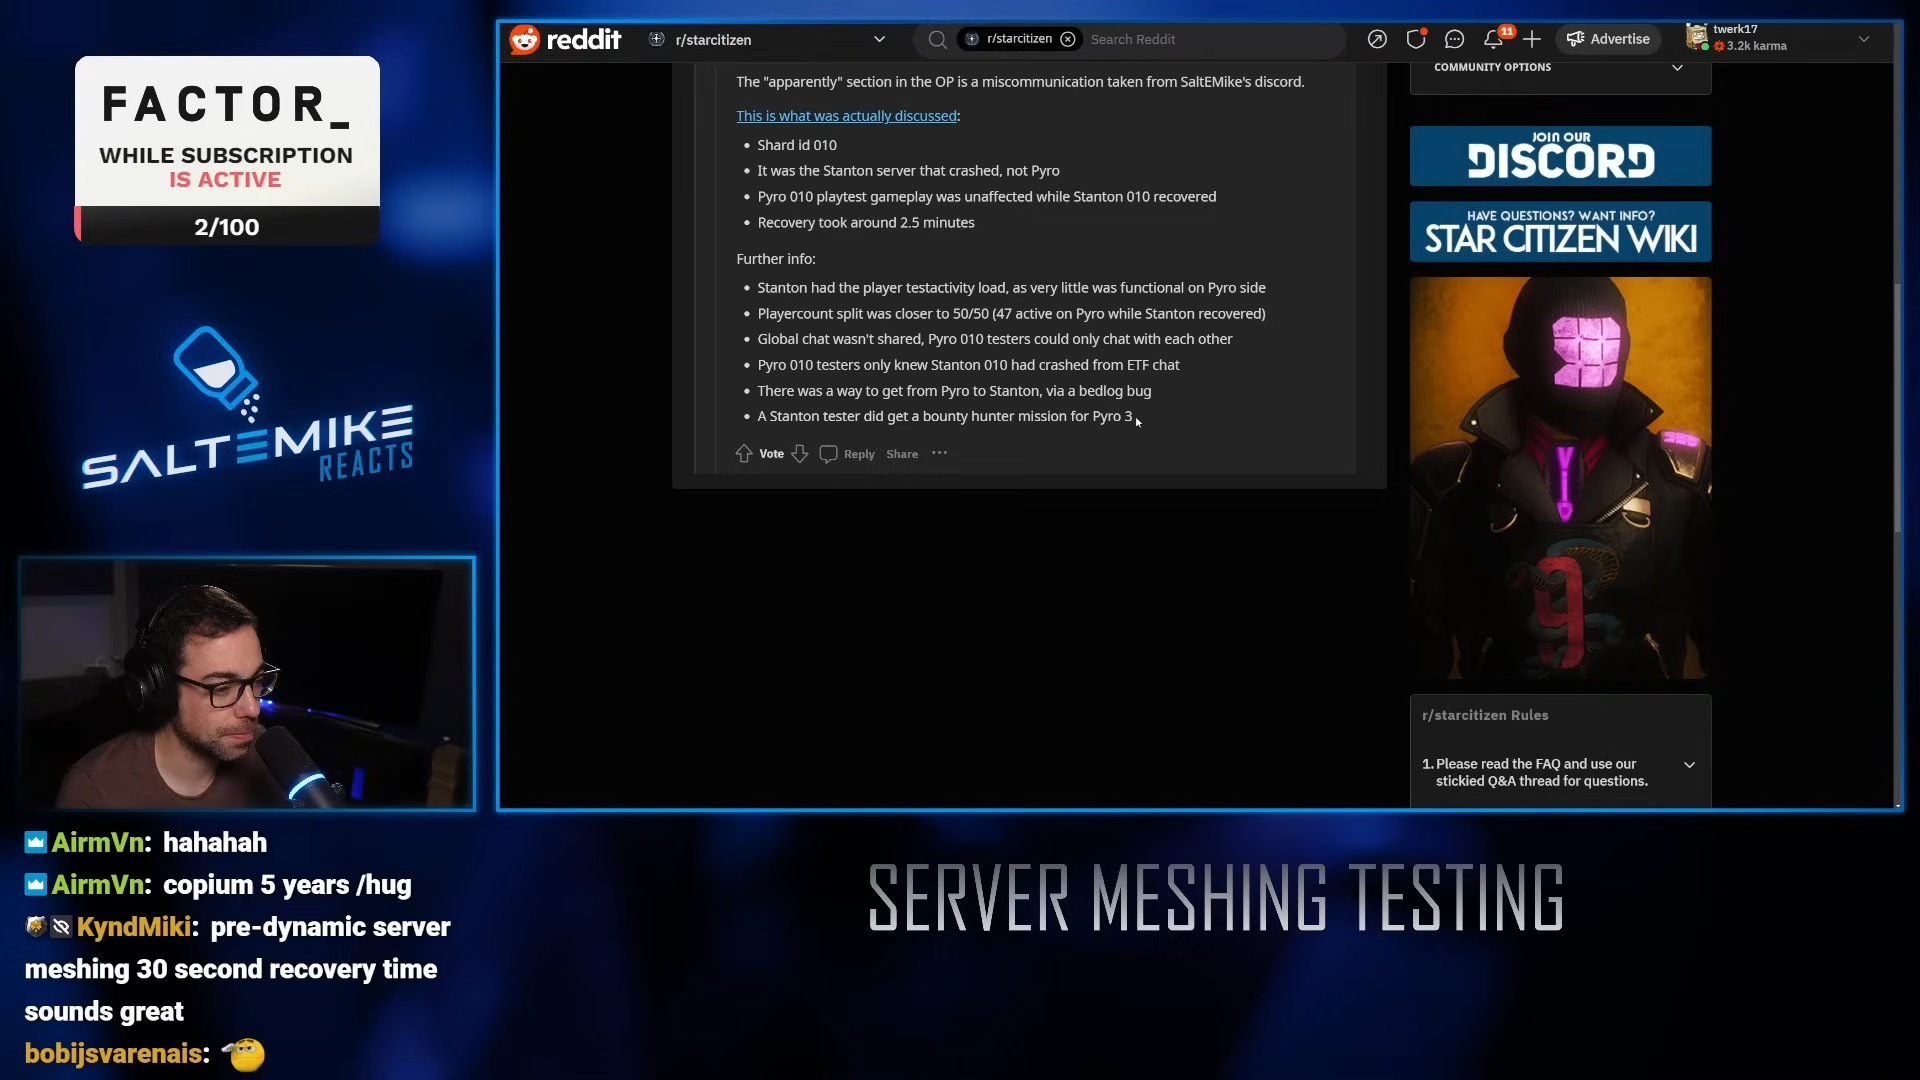 FACTOR_
WHILE SUBSCRIPTION
IS ACTIVE
2/100
SALTEMIKE
REACTS
AirmVn: hahahah
AirmVn: copium 5 years /hug
KyndMiki: pre-dynamic server
meshing 30 second recovery time
sounds great
bobijsvarenais:
reddit
r/starcitizen
r/starcitizen
Search Reddit
11
Advertise
twerk17
3.2k karma
The "apparently" section in the OP is a miscommunication taken from SaltEMike's discord.
This is what was actually discussed:
• Shard id 010
• It was the Stanton server that crashed, not Pyro
• Pyro 010 playtest gameplay was unaffected while Stanton 010 recovered
• Recovery took around 2.5 minutes
Further info:
• Stanton had the player testactivity load, as very little was functional on Pyro side
• Playercount split was closer to 50/50 (47 active on Pyro while Stanton recovered)
• Global chat wasn't shared, Pyro 010 testers could only chat with each other
• Pyro 010 testers only knew Stanton 010 had crashed from ETF chat
• There was a way to get from Pyro to Stanton, via a bedlog bug
• A Stanton tester did get a bounty hunter mission for Pyro 3
Vote
Reply
Share
COMMUNITY OPTIONS
JOIN OUR
DISCORD
HAVE QUESTIONS? WANT INFO?
STAR CITIZEN WIKI
9
r/starcitizen Rules
1. Please read the FAQ and use our
stickied Q&A thread for questions.
SERVER MESHING TESTING